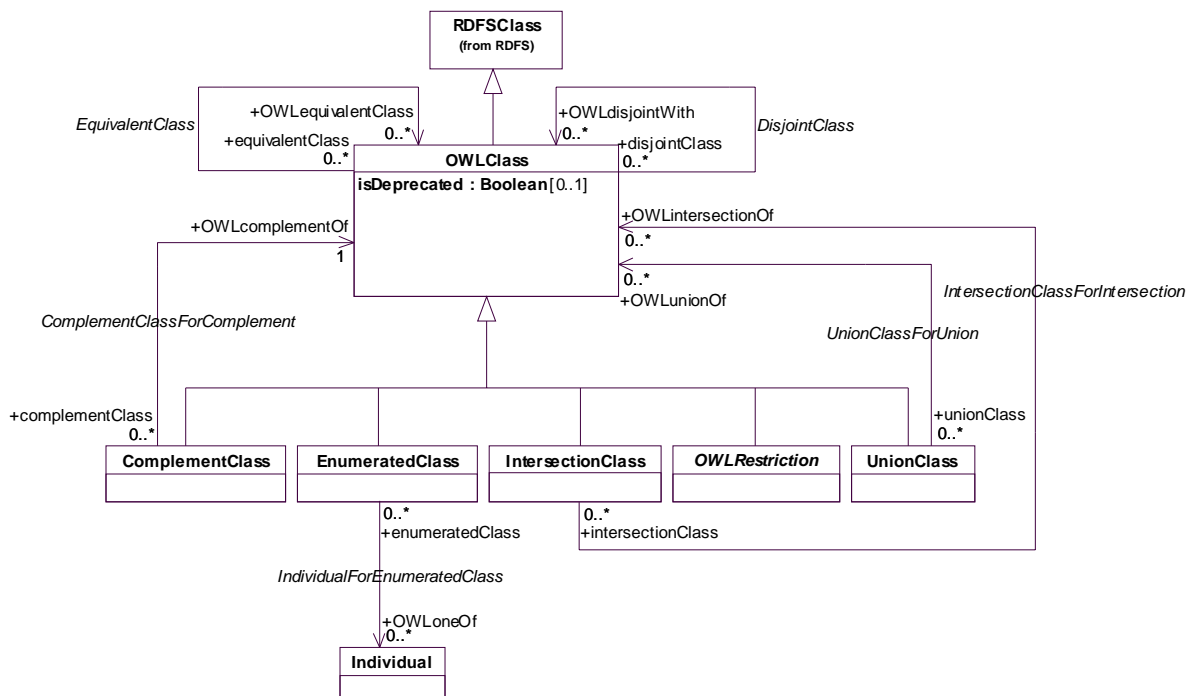 RDFSClass
(from RDFS)
EquivalentClass
+OWLequivalentClass
0..*
+equivalentClass
0..*
+OWLdisjointWith
0..*
+disjointClass
0..*
DisjointClass
OWLClass
isDeprecated : Boolean[0..1]
+OWLcomplementOf
1
+OWLintersectionOf
0..*
0..*
+OWLunionOf
IntersectionClassForIntersection
ComplementClassForComplement
UnionClassForUnion
+complementClass
0..*
+unionClass
0..*
ComplementClass
EnumeratedClass
IntersectionClass
OWLRestriction
UnionClass
0..*
+enumeratedClass
0..*
+intersectionClass
IndividualForEnumeratedClass
+OWLoneOf
0..*
Individual